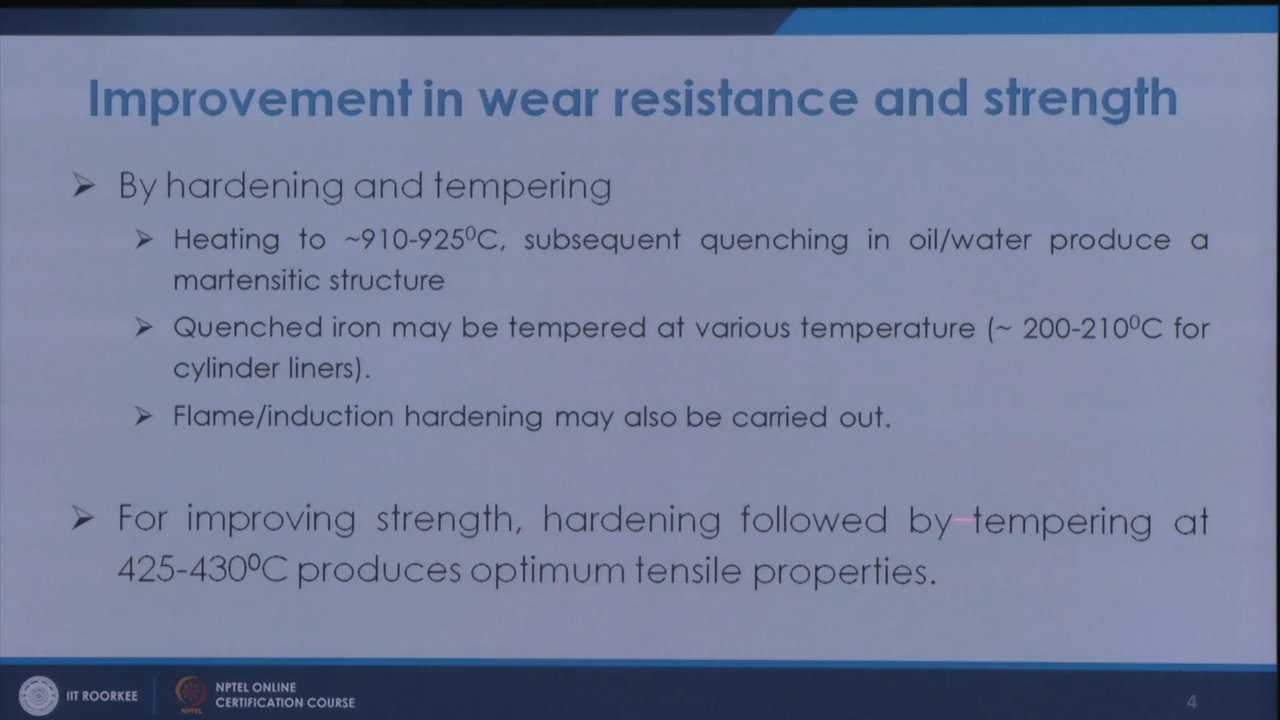 Improvement in wear resistance and strength
➢ By hardening and tempering
➢ Heating to ~910-925⁰C, subsequent quenching in oil/water produce a
martensitic structure
➢ Quenched iron may be tempered at various temperature (~ 200-210⁰C for
cylinder liners).
➢ Flame/induction hardening may also be carried out.
➢ For improving strength, hardening followed by tempering at
425-430⁰C produces optimum tensile properties.
IIT ROORKEE
NPTEL ONLINE
CERTIFICATION COURSE
NPTEL
4